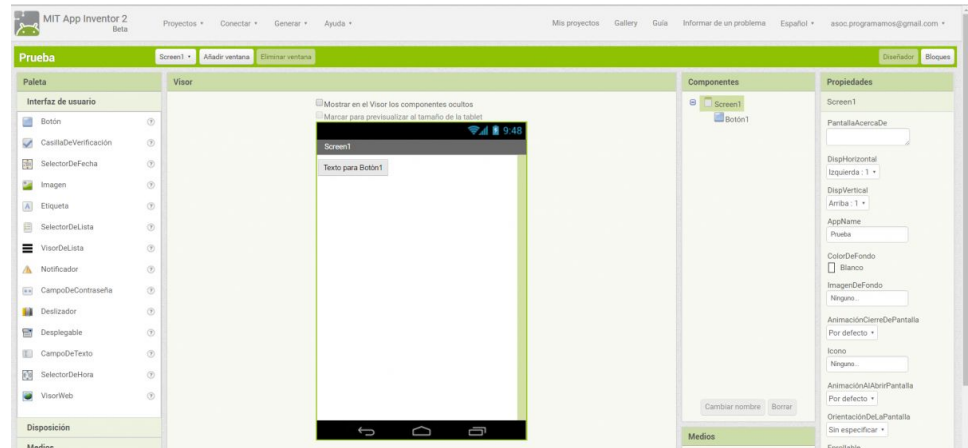 MIT App Inventor 2
Beta
Proyectos Conectar Generar Ayuda
Mis proyectos Gallery Guía Informar de un problema Español asoc.programamos@gmail.com
Prueba
Screen1 Añadir ventana Eliminar ventana
Diseñador Bloques
Paleta
Interfaz de usuario
Botón
CasillaDeVerificación
SelectorDeFecha
Imagen
Etiqueta
SelectorDeLista
VisorDeLista
Notificador
CampoDeContraseña
Deslizador
Desplegable
CampoDeTexto
SelectorDeHora
VisorWeb
Disposición
Medios
Visor
Mostrar en el Visor los componentes ocultos
Marcar para previsualizar al tamaño de la tablet
9:48
Screen1
Texto para Botón1
Componentes
Screen1
Botón1
Cambiar nombre Borrar
Medios
Propiedades
Screen1
PantallaAcercaDe
DispHorizontal
Izquierda : 1
DispVertical
Arriba : 1
AppName
Prueba
ColorDeFondo
Blanco
ImagenDeFondo
Ninguno...
AnimaciónCierreDePantalla
Por defecto
Icono
Ninguno...
AnimaciónAlAbrirPantalla
Por defecto
OrientaciónDeLaPantalla
Sin especificar
Enrollable